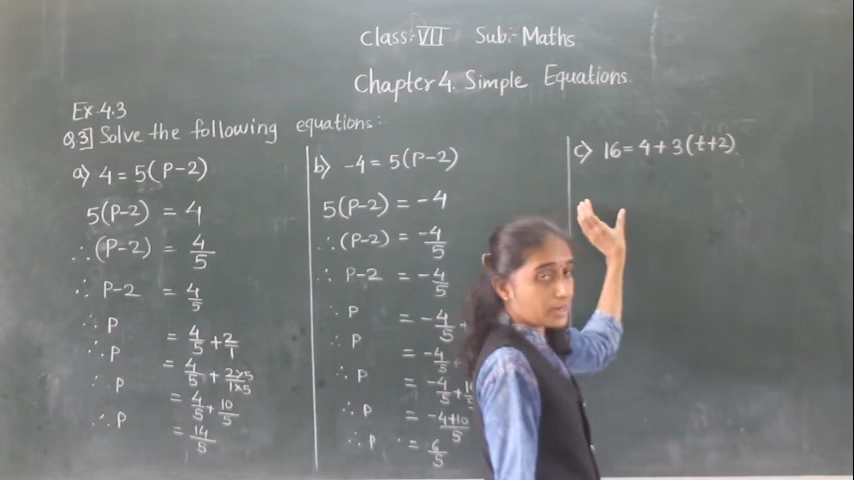 Class:- VII Sub:- Maths
Chapter 4. Simple Equations.
Ex. 4.3
Q.3] Solve the following equations:-
a) 4 = 5(P-2)
5(P-2) = 4
∴ (P-2) = 4/5
∴ P-2 = 4/5
∴ P = 4/5 + 2/1
∴ P = 4/5 + 2×5/1×5
∴ P = 4/5 + 10/5
∴ P = 14/5
b) -4 = 5(P-2)
5(P-2) = -4
∴ (P-2) = -4/5
∴ P-2 = -4/5
∴ P = -4/5 +
∴ P = -4/5 +
∴ P = -4/5 +
∴ P = -4+10/5
∴ P = 6/5
c) 16 = 4 + 3(t+2)